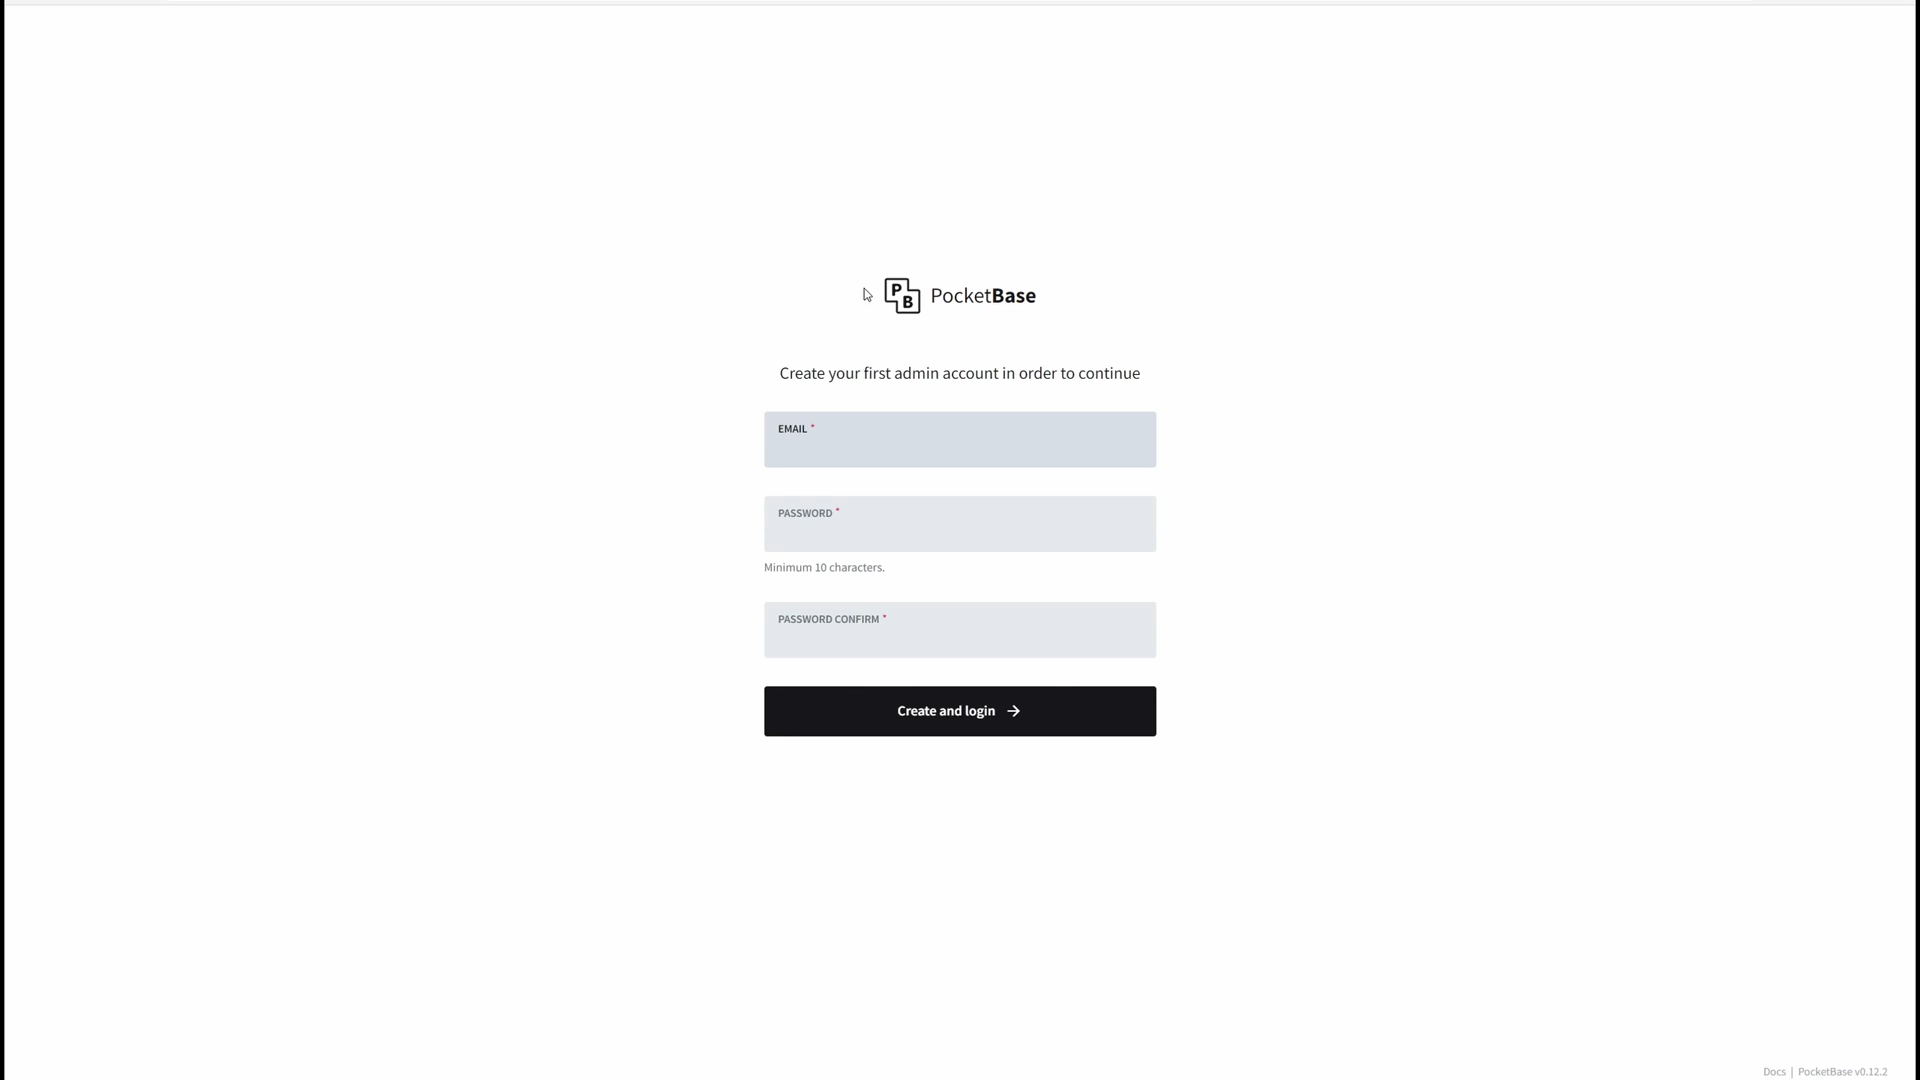 PB PocketBase
Create your first admin account in order to continue
EMAIL *
PASSWORD *
Minimum 10 characters.
PASSWORD CONFIRM *
Create and login →
Docs | PocketBase v0.12.2